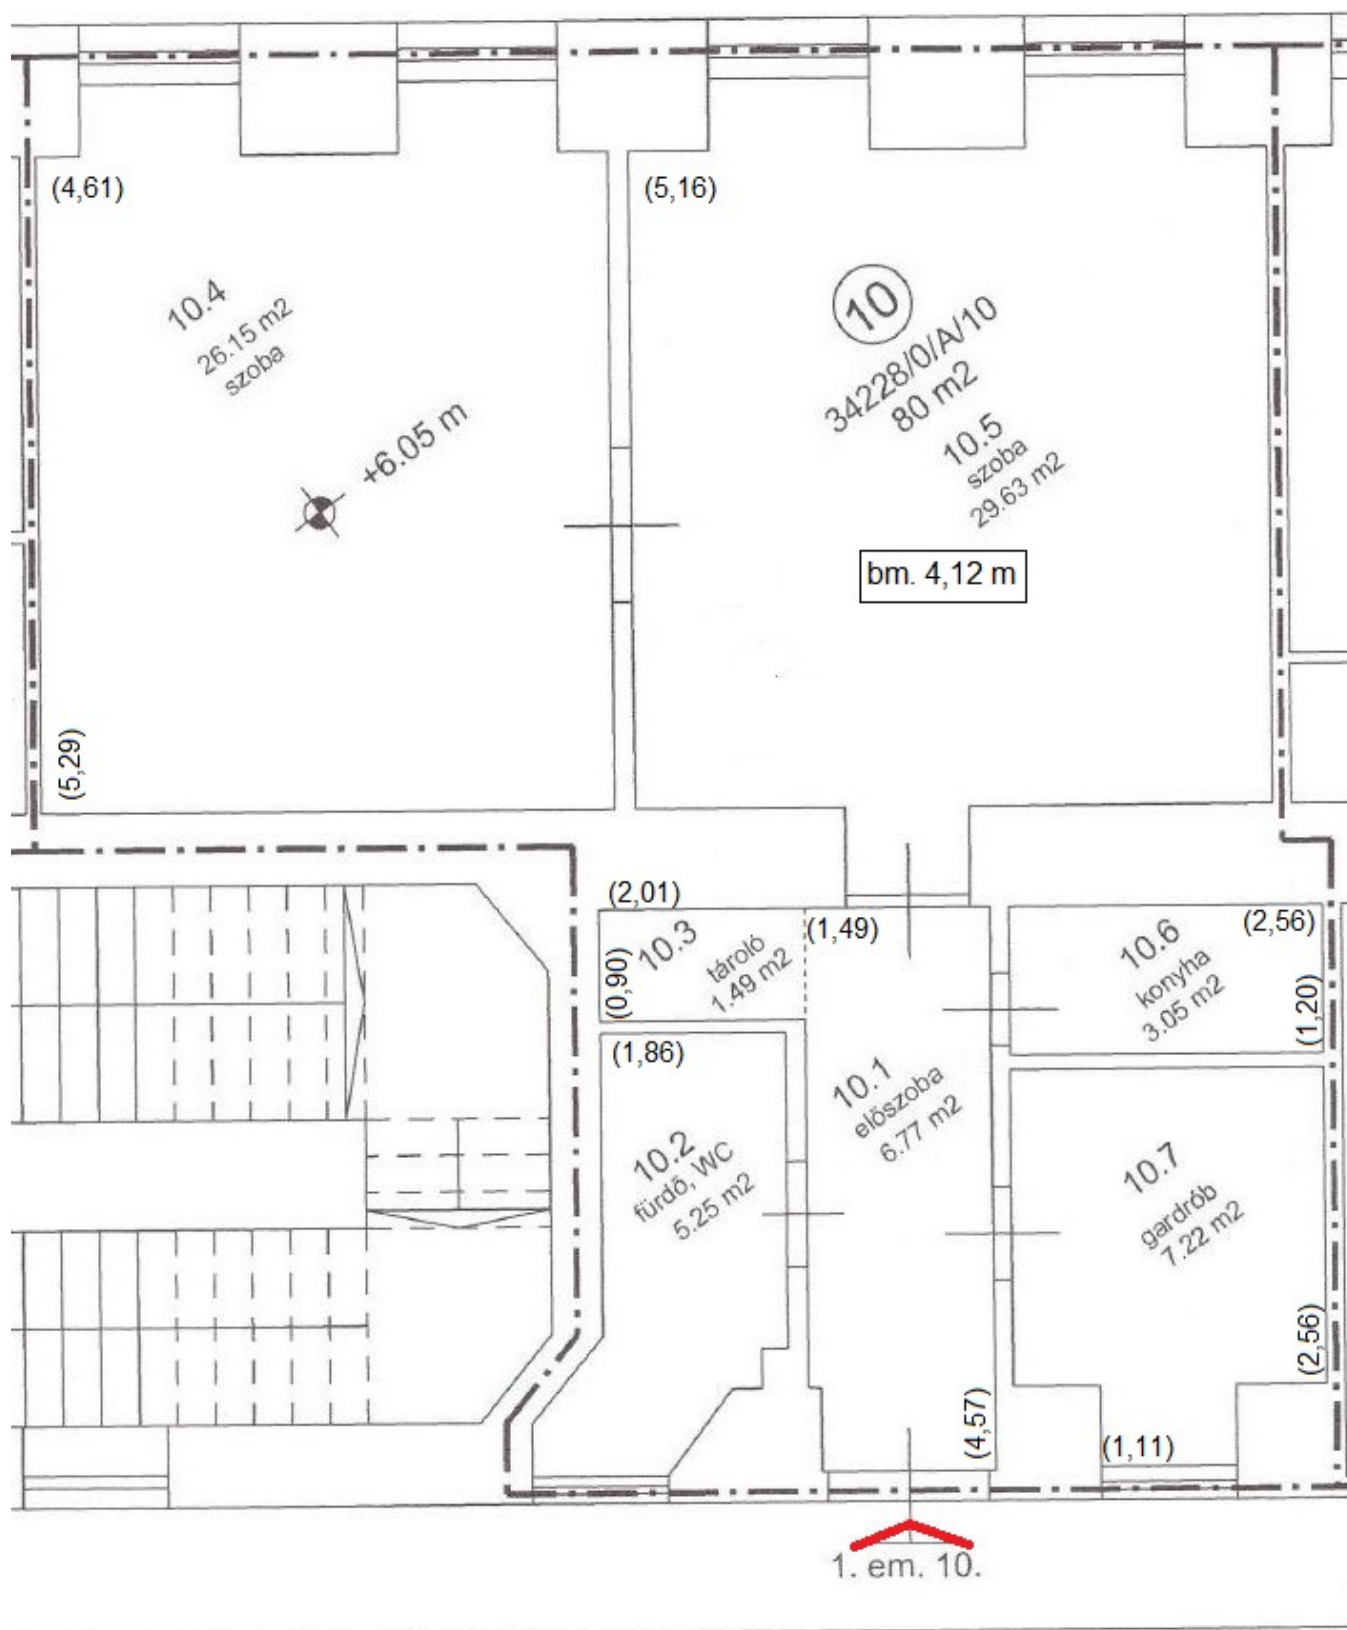 (4,61)
(5,16)
10.4
26.15 m2
szoba
+6.05 m
10
34228/0/A/10
80 m2
10.5
szoba
29.63 m2
bm. 4,12 m
(5,29)
(2,01)
10.3
tároló
1.49 m2
(0,90)
(1,49)
10.6
konyha
3.05 m2
(2,56)
(1,20)
(1,86)
10.1
előszoba
6.77 m2
10.2
fürdő, WC
5.25 m2
10.7
gardrób
7.22 m2
(2,56)
(4,57)
(1,11)
1. em. 10.